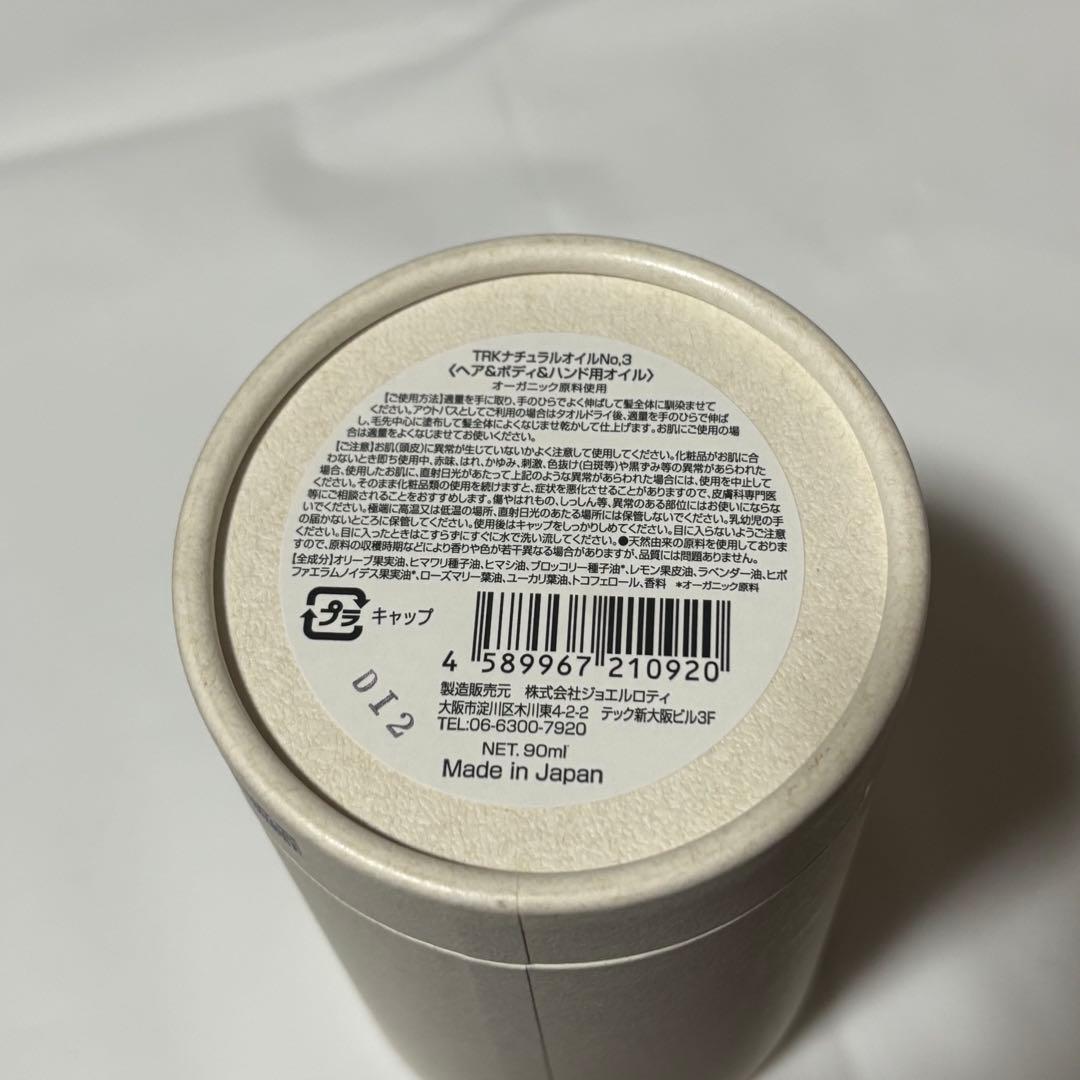 TRKナチュラルオイルNo,3
〈ヘア&ボディ&ハンド用オイル〉
オーガニック原料使用
【ご使用方法】適量を手に取り、手のひらでよく伸ばして髪全体に馴染ませて
ください。アウトバスとしてご利用の場合はタオルドライ後、適量を手のひらで伸ば
し、毛先中心に塗布して髪全体によくなじませ乾かして仕上げます。お肌にご使用の場
合は適量をよくなじませてお使いください。
【ご注意】お肌(頭皮)に異常が生じていないかよく注意して使用してください。化粧品がお肌に合
わないとき即ち使用中、赤味、はれ、かゆみ、刺激、色抜け(白斑等)や黒ずみ等の異常があらわれた
場合、使用したお肌に、直射日光があたって上記のような異常があらわれた場合には、使用を中止して
ください。そのまま化粧品類の使用を続けますと、症状を悪化させることがありますので、皮膚科専門医
等にご相談されることをおすすめします。傷やはれもの、しっしん等、異常のある部位にはお使いにならな
いでください。極端に高温又は低温の場所、直射日光のあたる場所には保管しないでください。乳幼児の手
の届かないところに保管してください。使用後はキャップをしっかりしめてください。目に入らないようご注意
ください。目に入ったときはこすらずにすぐに水で洗い流してください。●天然由来の原料を使用しておりま
すので、原料の収穫時期などにより香りや色が若干異なる場合がありますが、品質には問題ありません。
【全成分】オリーブ果実油、ヒマワリ種子油、ヒマシ油、ブロッコリー種子油*、レモン果皮油、ラベンダー油、ヒポ
ファエラムノイデス果実油*、ローズマリー葉油、ユーカリ葉油、トコフェロール、香料 *オーガニック原料
プラ キャップ
4 589967 210920
DI2
製造販売元 株式会社ジョエルロティ
大阪市淀川区木川東4-2-2 テック新大阪ビル3F
TEL:06-6300-7920
NET. 90ml
Made in Japan